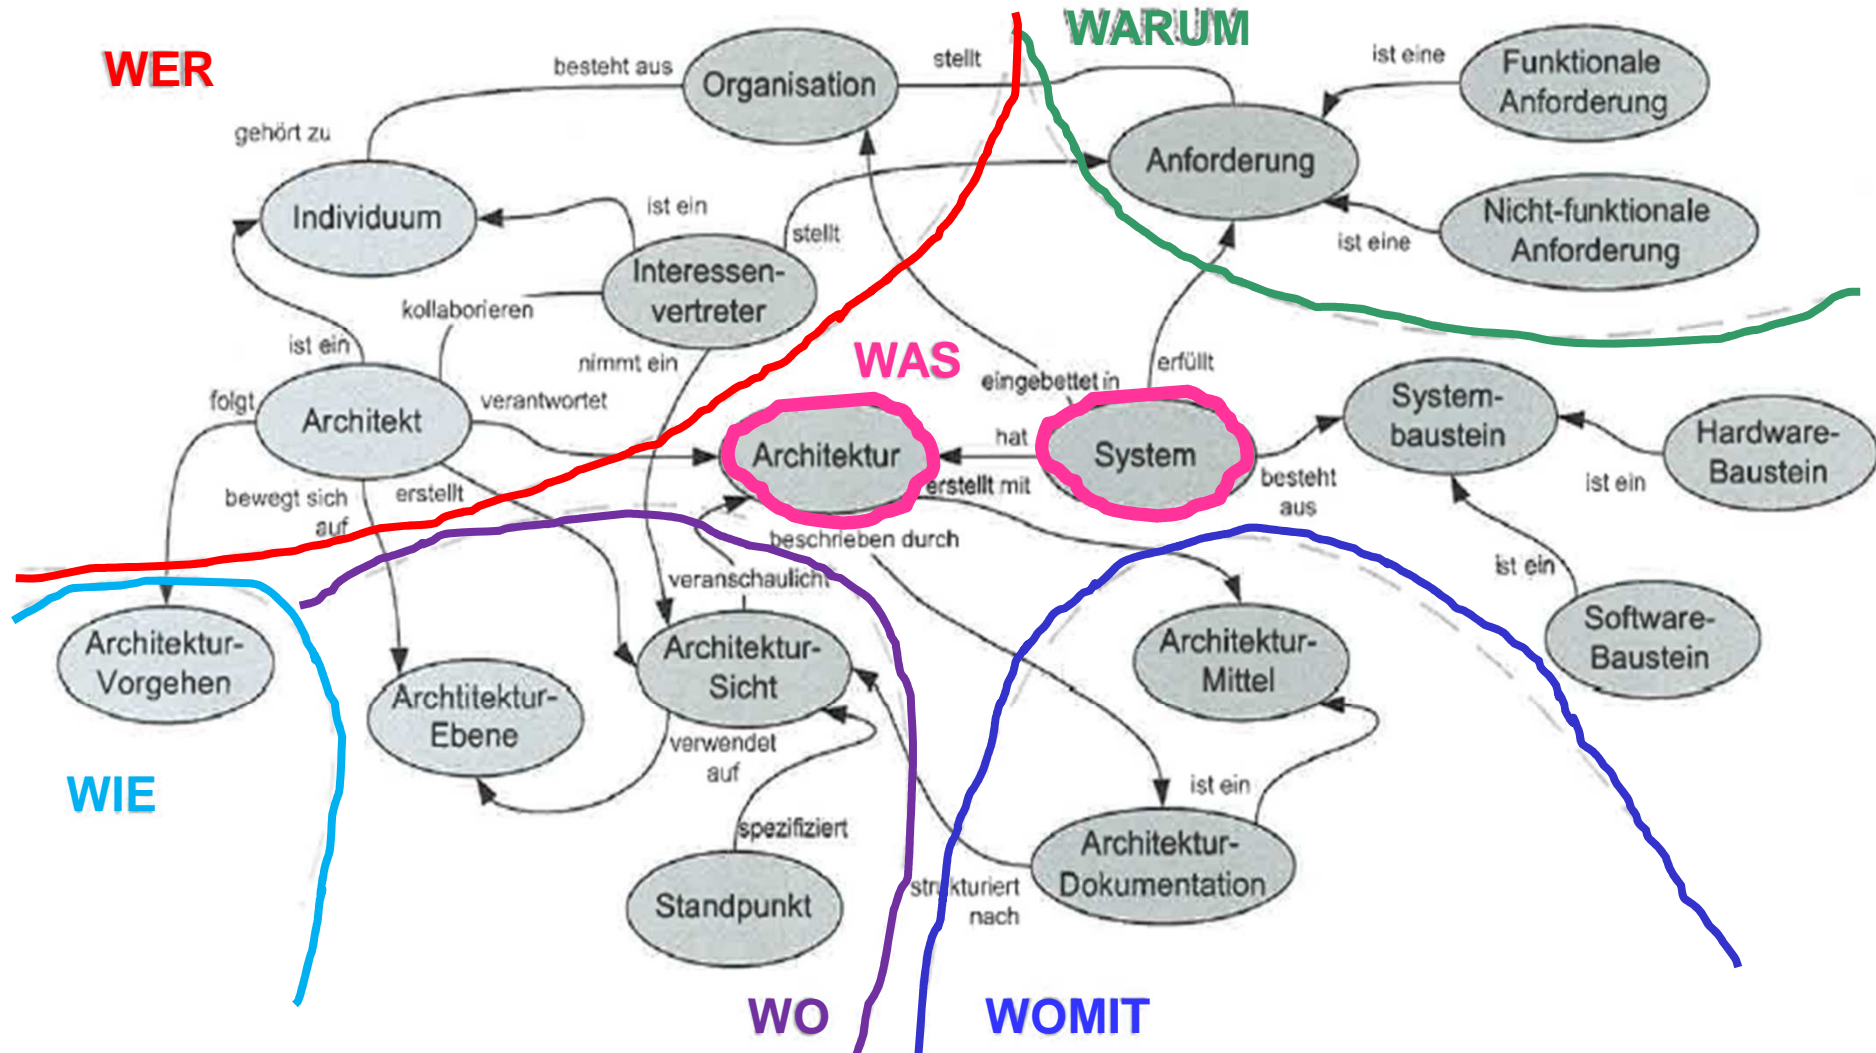 WER
WARUM
besteht aus
Organisation
stellt
ist eine
Funktionale
Anforderung
gehört zu
Anforderung
Individuum
ist ein
stellt
Nicht-funktionale
Anforderung
ist eine
Interessen-
vertreter
kollaborieren
ist ein
nimmt ein
WAS
eingebettet in
erfüllt
folgt
Architekt
verantwortet
Architektur
hat
System
System-
baustein
Hardware-
Baustein
besteht
aus
ist ein
bewegt sich
auf
erstellt
erstellt mit
beschrieben durch
ist ein
veranschaulicht
Architektur-
Vorgehen
Archtitektur-
Ebene
Architektur-
Sicht
Architektur-
Mittel
Software-
Baustein
verwendet
auf
WIE
ist ein
spezifiziert
Architektur-
Dokumentation
Standpunkt
strukturiert
nach
WO
WOMIT